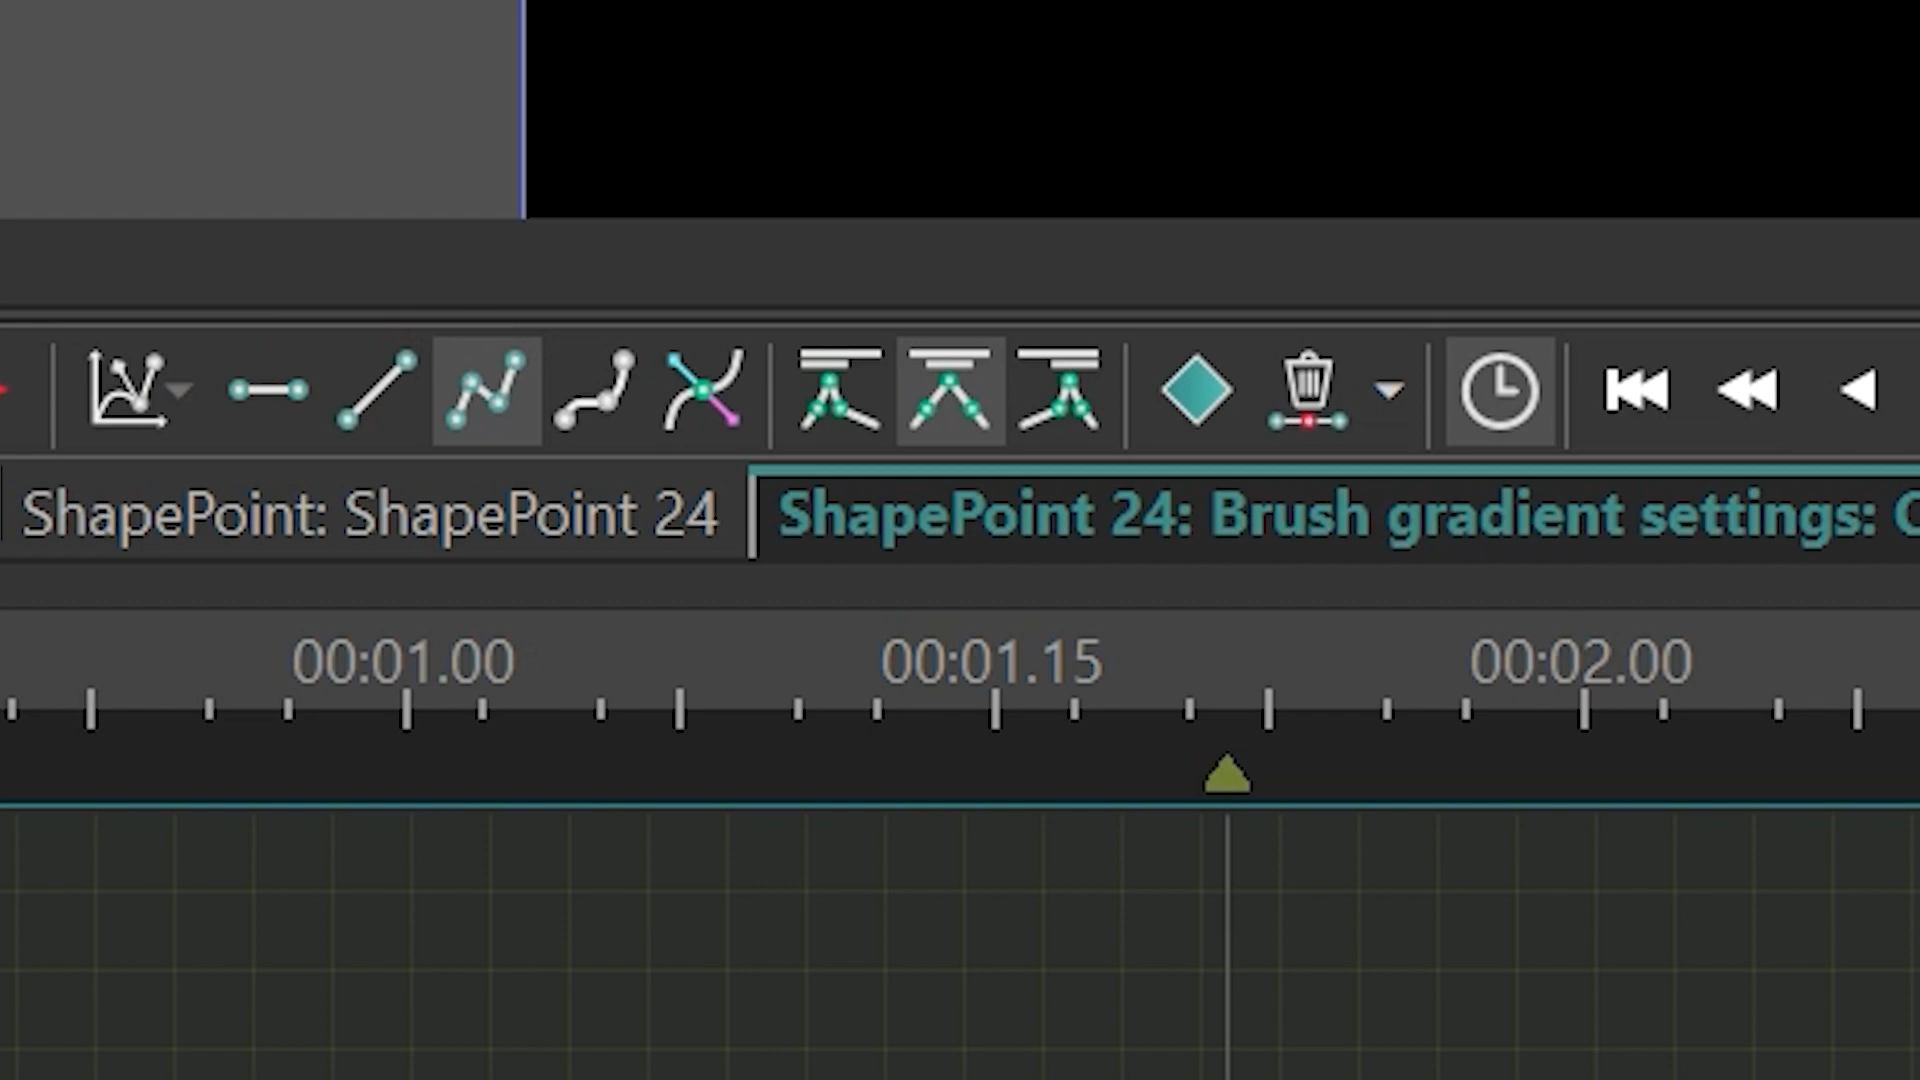 ShapePoint: ShapePoint 24
ShapePoint 24: Brush gradient settings:
00:01.00 00:01.15 00:02.00